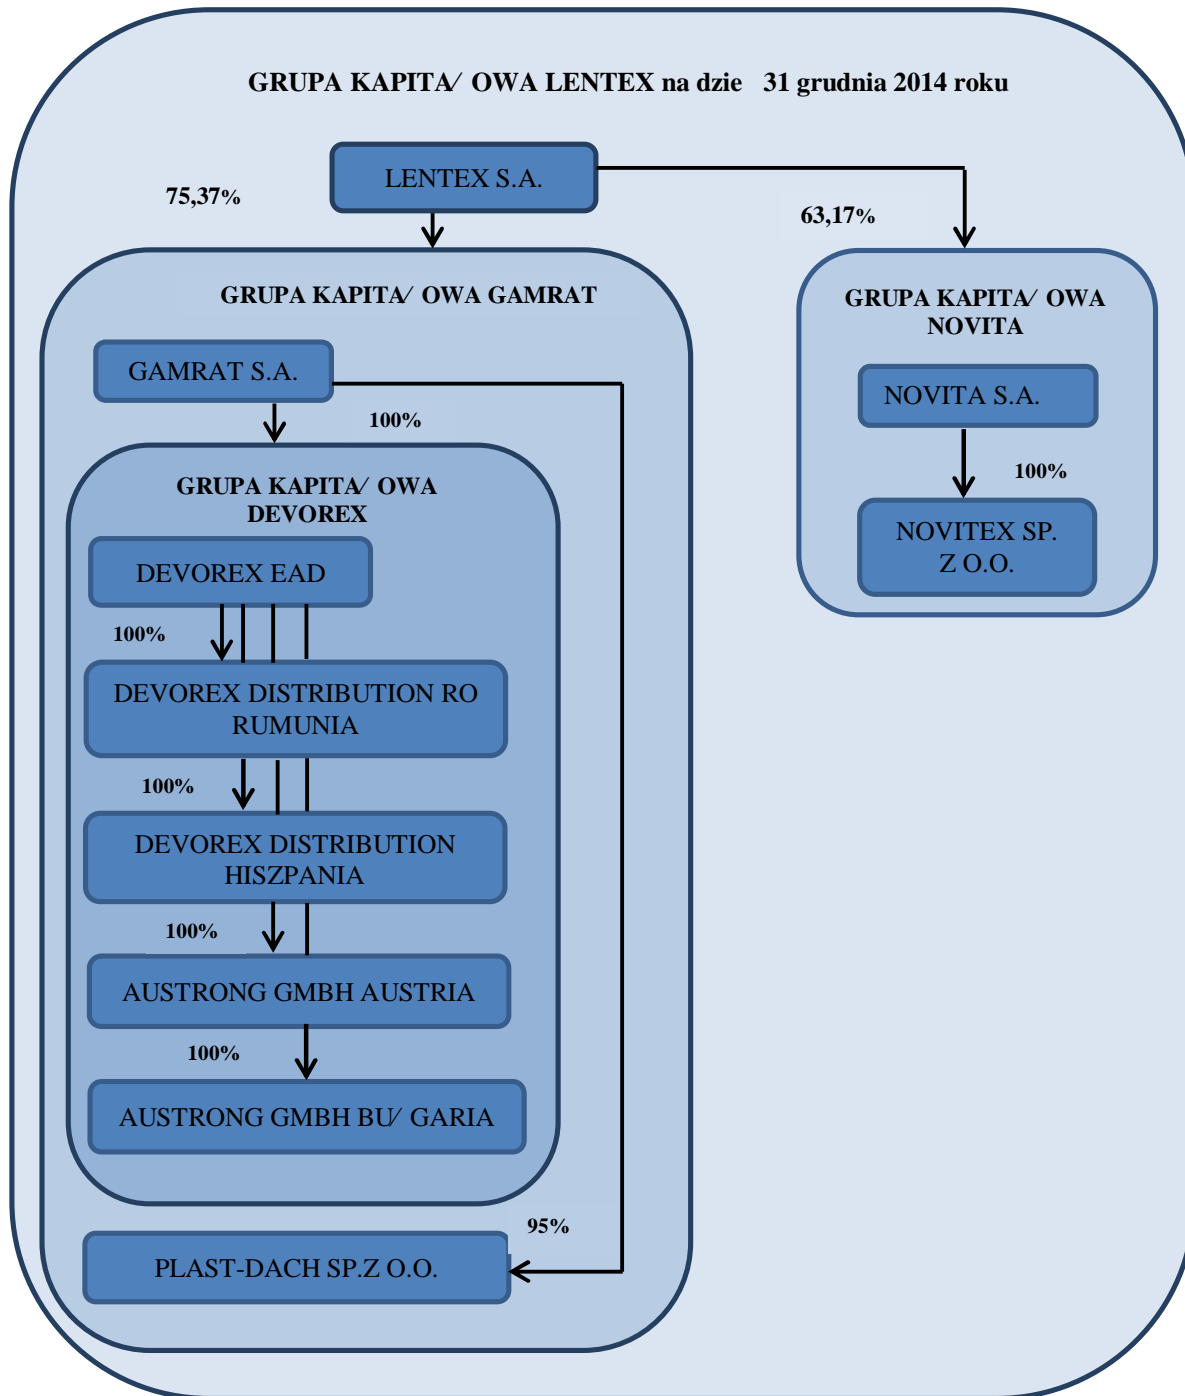 GRUPA KAPITA/ OWA LENTEX na dzie 31 grudnia 2014 roku
LENTEX S.A.
75,37%
63,17%
GRUPA KAPITA/ OWA GAMRAT
GAMRAT S.A.
100%
GRUPA KAPITA/ OWA
DEVOREX
DEVOREX EAD
100%
DEVOREX DISTRIBUTION RO
RUMUNIA
100%
DEVOREX DISTRIBUTION
HISZPANIA
100%
AUSTRONG GMBH AUSTRIA
100%
AUSTRONG GMBH BU/ GARIA
95%
PLAST-DACH SP.Z O.O.
GRUPA KAPITA/ OWA
NOVITA
NOVITA S.A.
100%
NOVITEX SP.
Z O.O.